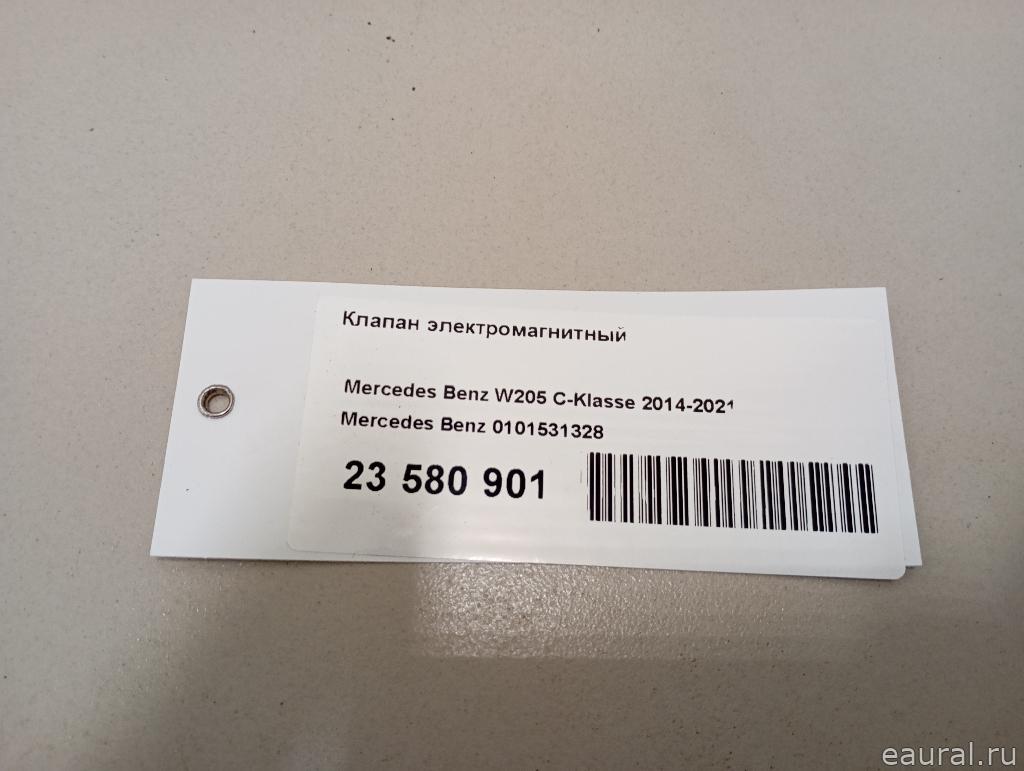 Клапан электромагнитный
Mercedes Benz W205 C-Klasse 2014-2021
Mercedes Benz 0101531328
23 580 901
eaural.ru